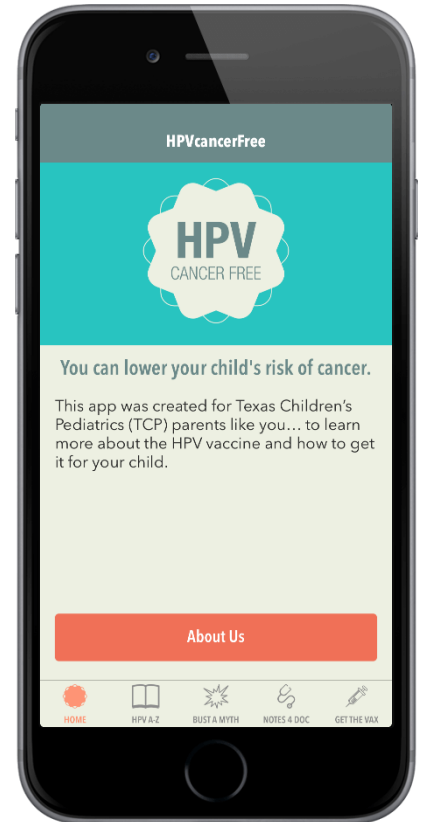 HPVcancerFree
HPV
CANCER FREE
You can lower your child's risk of cancer.
This app was created for Texas Children’s
Pediatrics (TCP) parents like you... to learn
more about the HPV vaccine and how to get
it for your child.
About Us
HOME HPV A-Z BUST A MYTH NOTES 4 DOC GET THE VAX